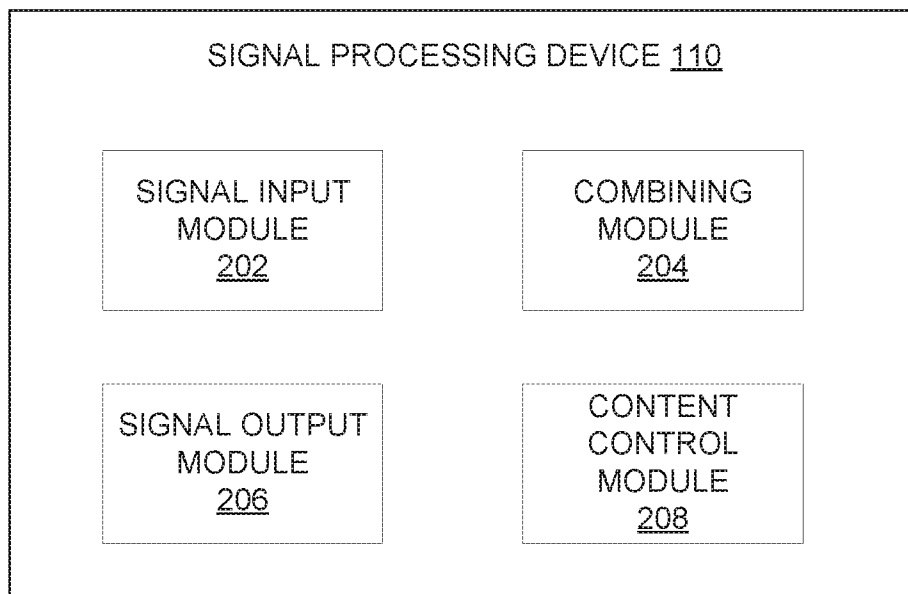 SIGNAL PROCESSING DEVICE 110
SIGNAL INPUT
MODULE
202
COMBINING
MODULE
204
SIGNAL OUTPUT
MODULE
206
CONTENT
CONTROL
MODULE
208